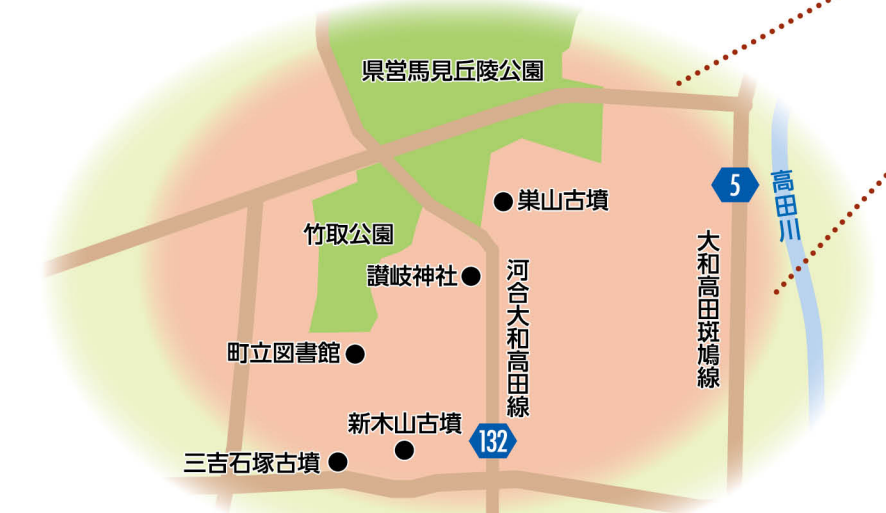 県営馬見丘陵公園
5
高田川
巣山古墳
竹取公園
大和高田斑鳩線
讃岐神社
河合大和高田線
町立図書館
新木山古墳
132
三吉石塚古墳